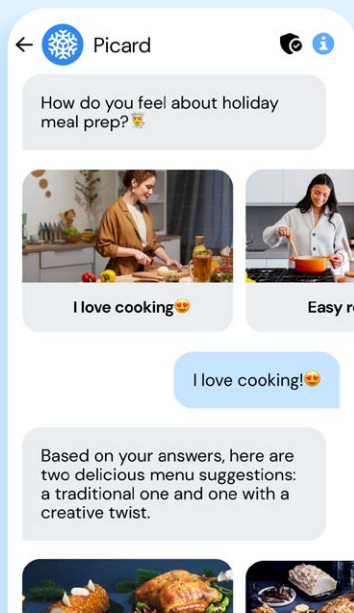 Picard
How do you feel about holiday
meal prep?👨‍🍳
I love cooking😍
Easy
I love cooking!😍
Based on your answers, here are
two delicious menu suggestions:
a traditional one and one with a
creative twist.